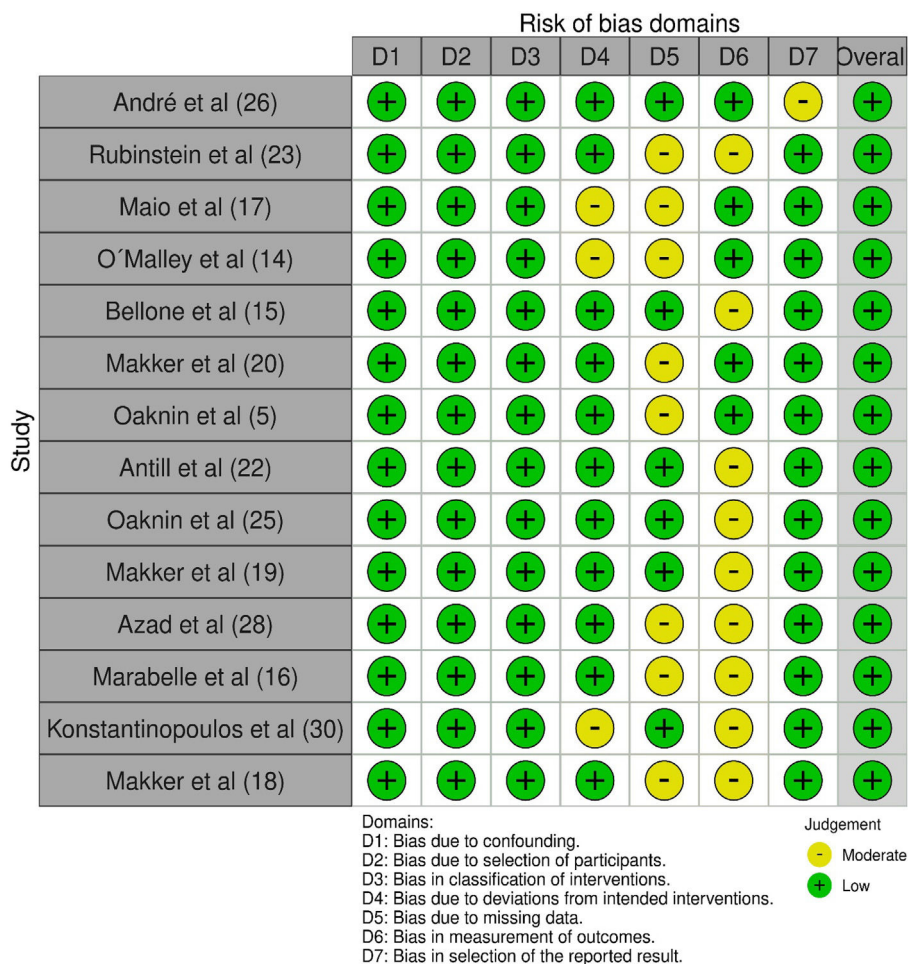 Risk of bias domains
D1 D2 D3 D4 D5 D6 D7 Overal
Study
André et al (26) + + + + + + - +
Rubinstein et al (23) + + + + - - + +
Maio et al (17) + + + - - + + +
O´Malley et al (14) + + + - - + + +
Bellone et al (15) + + + + + - + +
Makker et al (20) + + + + - + + +
Oaknin et al (5) + + + + - + + +
Antill et al (22) + + + + + - + +
Oaknin et al (25) + + + + + - + +
Makker et al (19) + + + + + - + +
Azad et al (28) + + + + - - + +
Marabelle et al (16) + + + + - - + +
Konstantinopoulos et al (30) + + + - + - + +
Makker et al (18) + + + + - - + +
Domains:
D1: Bias due to confounding.
D2: Bias due to selection of participants.
D3: Bias in classification of interventions.
D4: Bias due to deviations from intended interventions.
D5: Bias due to missing data.
D6: Bias in measurement of outcomes.
D7: Bias in selection of the reported result.
Judgement
- Moderate
+ Low